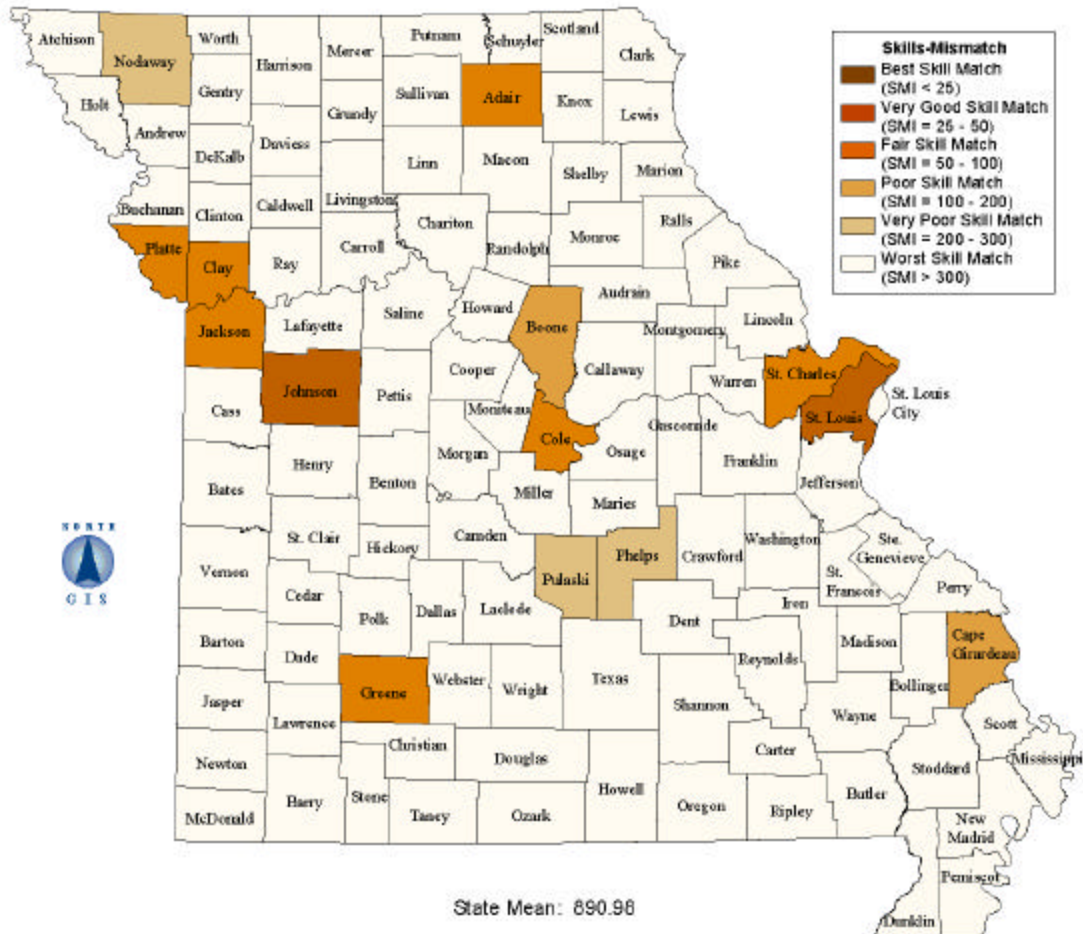 Atchison
Nodaway
Worth
Harrison
Mercer
Putnam
Schuyler
Scotland
Clark
Holt
Andrew
Gentry
DeKalb
Daviess
Grundy
Sullivan
Adair
Knox
Lewis
Linn
Macon
Shelby
Marion
Buchanan
Clinton
Caldwell
Livingston
Chariton
Randolph
Monroe
Ralls
Pike
Platte
Clay
Ray
Carroll
Saline
Howard
Boone
Audrain
Montgomery
Lincoln
Jackson
Lafayette
Johnson
Pettis
Cooper
Moniteau
Callaway
Warren
St. Charles
St. Louis
St. Louis
City
Cass
Henry
Benton
Morgan
Cole
Osage
Gasconade
Franklin
Jefferson
Bates
St. Clair
Hickory
Camden
Miller
Maries
Phelps
Pulaski
Crawford
Washington
Ste.
Genevieve
St.
Francois
Perry
Vernon
Cedar
Polk
Dallas
Laclede
Dent
Iron
Madison
Cape
Girardeau
Bollinger
Barton
Dade
Greene
Webster
Wright
Texas
Shannon
Reynolds
Wayne
Scott
Mississippi
Stoddard
Jasper
Lawrence
Christian
Douglas
Howell
Carter
Butler
Newton
McDonald
Barry
Stone
Taney
Ozark
Oregon
Ripley
New
Madrid
Pemiscot
Dunklin
Skills-Mismatch
Best Skill Match
(SMI < 25)
Very Good Skill Match
(SMI = 25 - 50)
Fair Skill Match
(SMI = 50 - 100)
Poor Skill Match
(SMI = 100 - 200)
Very Poor Skill Match
(SMI = 200 - 300)
Worst Skill Match
(SMI > 300)
NORTH
GIS
State Mean: 890.98